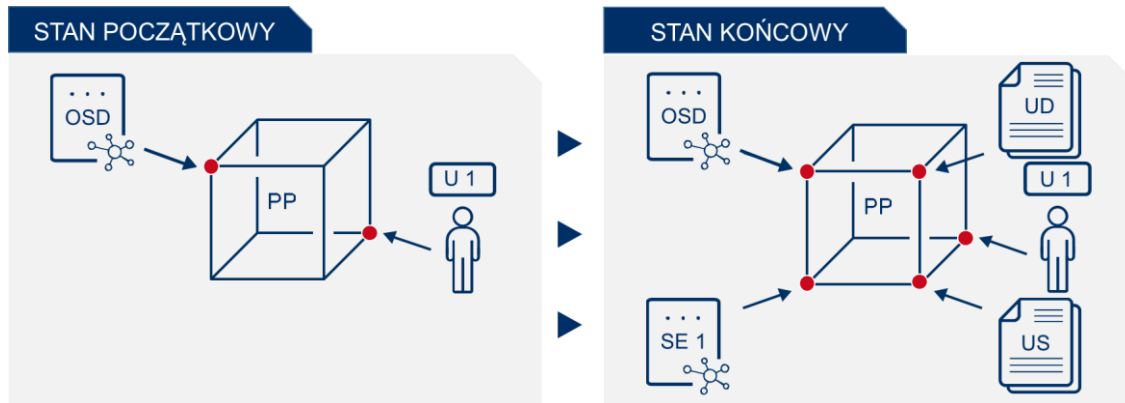 STAN POCZĄTKOWY
OSD
PP
U 1
STAN KOŃCOWY
OSD
UD
PP
U 1
SE 1
US